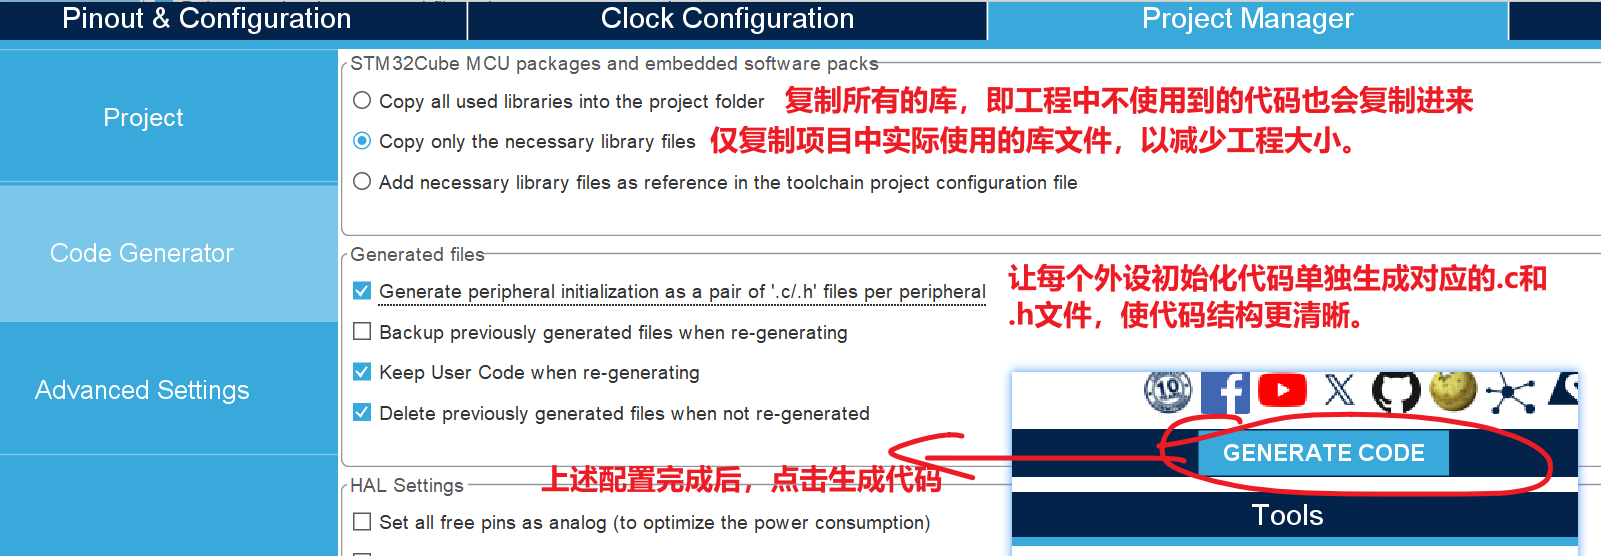 Pinout & Configuration
Clock Configuration
Project Manager
Project
Code Generator
Advanced Settings
STM32Cube MCU packages and embedded software packs
Copy all used libraries into the project folder
复制所有的库，即工程中不使用到的代码也会复制进来
Copy only the necessary library files
仅复制项目中实际使用的库文件，以减少工程大小。
Add necessary library files as reference in the toolchain project configuration file
Generated files
Generate peripheral initialization as a pair of '.c/.h' files per peripheral
让每个外设初始化代码单独生成对应的.c和
.h文件，使代码结构更清晰。
Backup previously generated files when re-generating
Keep User Code when re-generating
Delete previously generated files when not re-generated
10
GENERATE CODE
上述配置完成后，点击生成代码
HAL Settings
Set all free pins as analog (to optimize the power consumption)
Tools